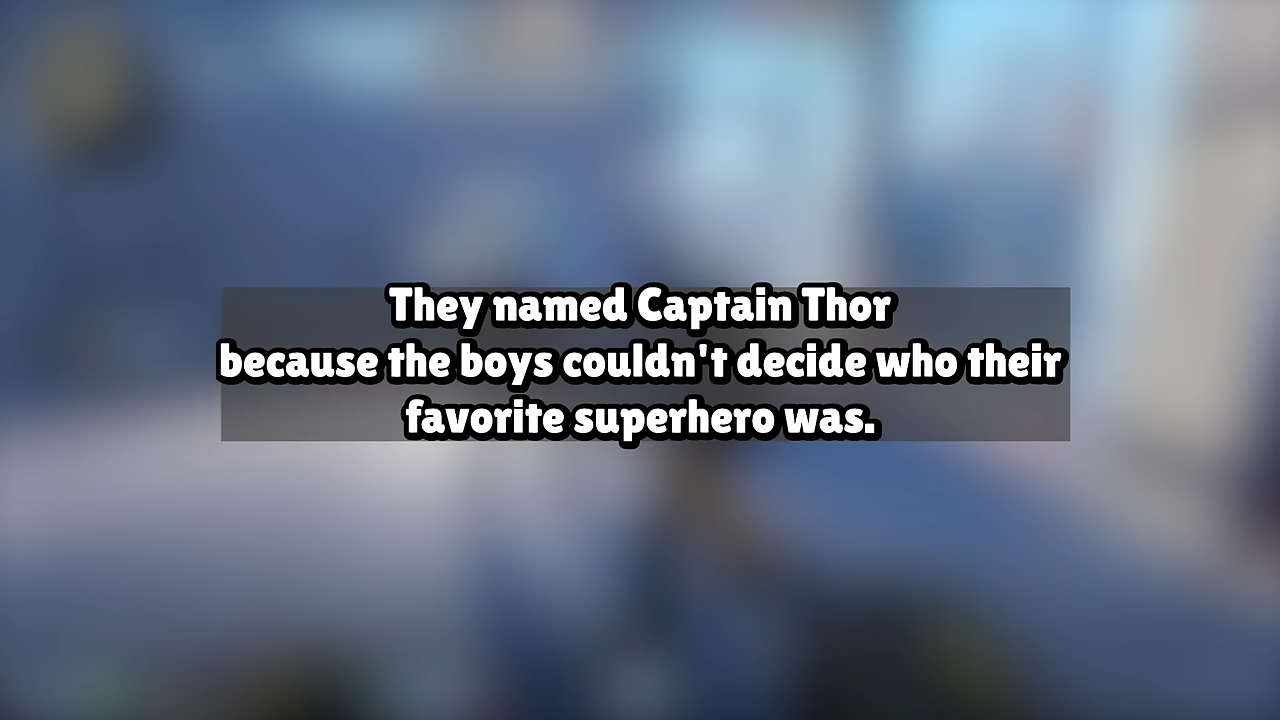 They named Captain Thor
because the boys couldn't decide who their
favorite superhero was.